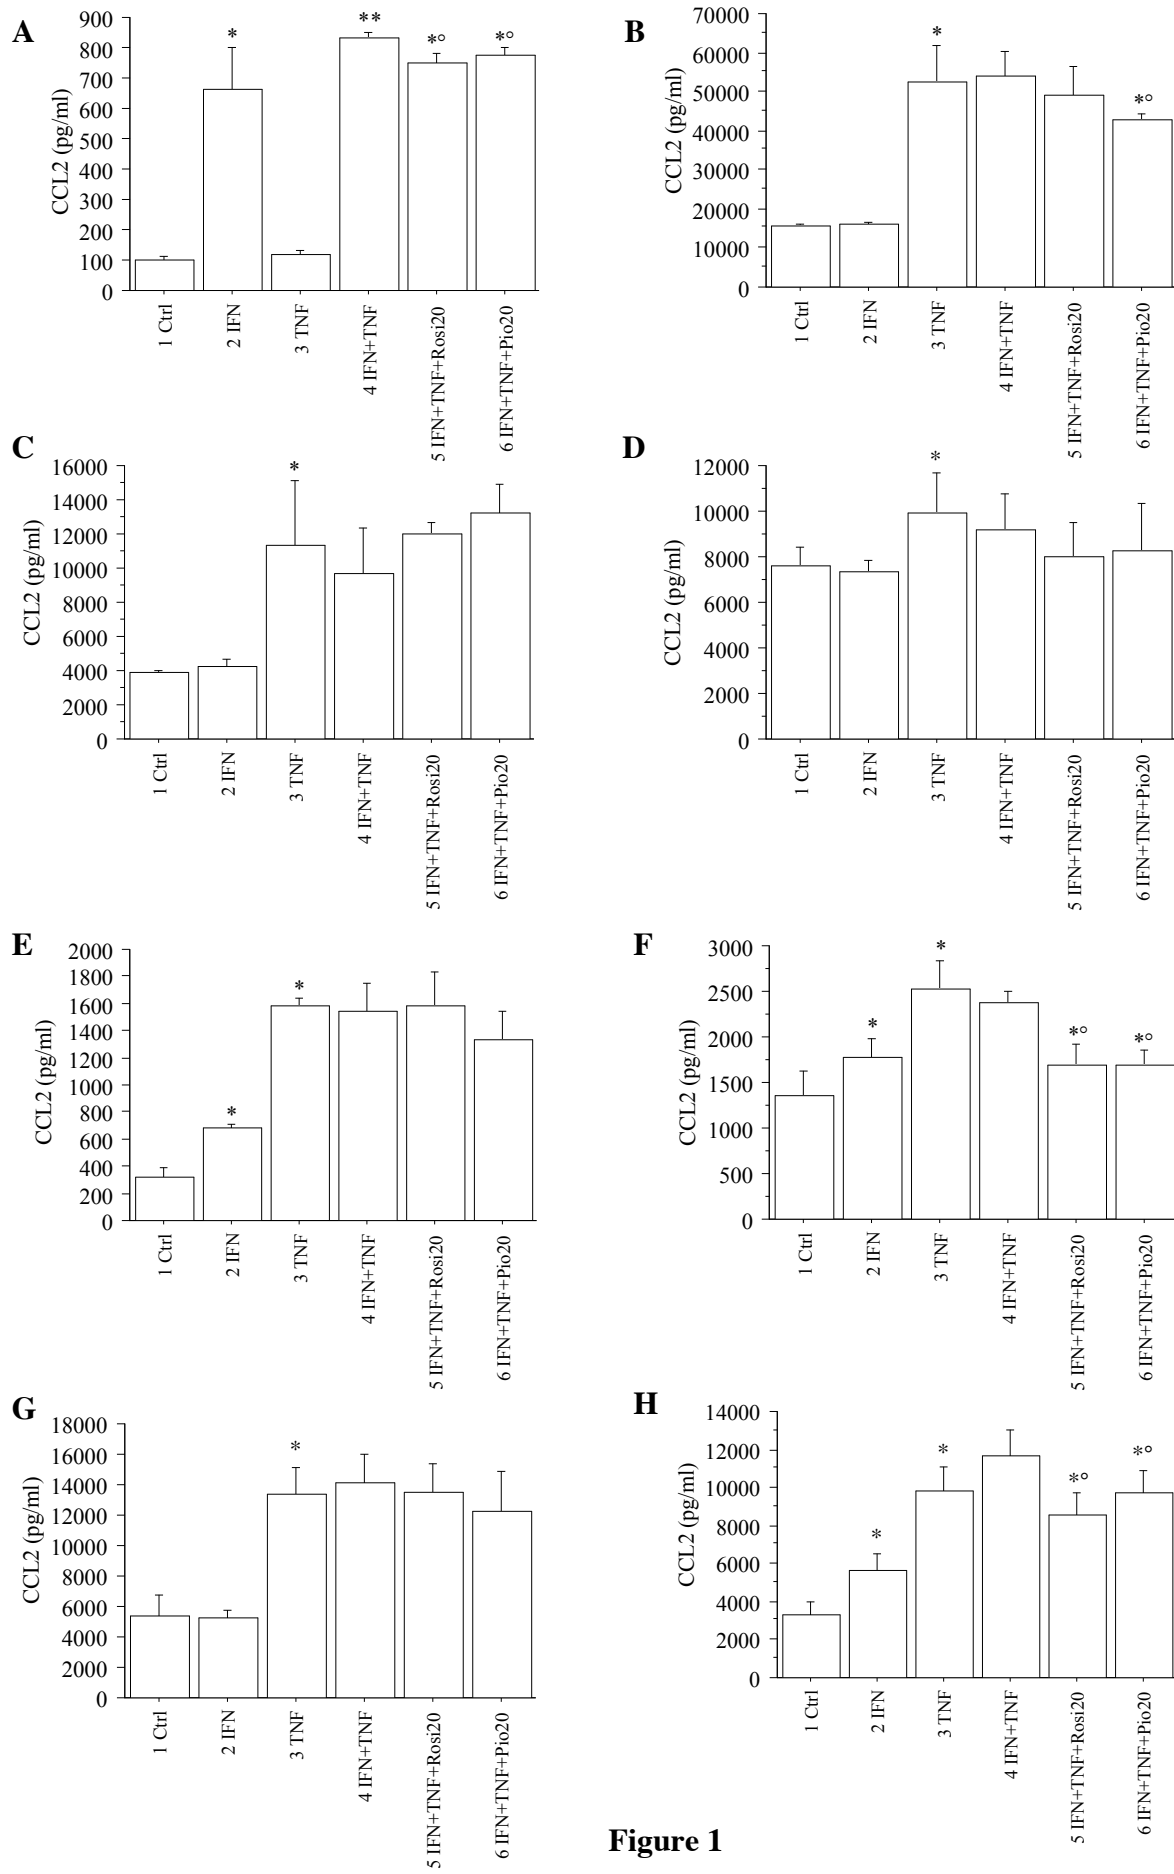 A
CCL2 (pg/ml)
900
800
700
600
500
400
300
200
100
0
*
**
*°
*°
1 Ctrl
2 IFN
3 TNF
4 IFN+TNF
5 IFN+TNF+Rosi20
6 IFN+TNF+Pio20
B
CCL2 (pg/ml)
70000
60000
50000
40000
30000
20000
10000
0
*
*°
1 Ctrl
2 IFN
3 TNF
4 IFN+TNF
5 IFN+TNF+Rosi20
6 IFN+TNF+Pio20
C
CCL2 (pg/ml)
16000
14000
12000
10000
8000
6000
4000
2000
0
*
1 Ctrl
2 IFN
3 TNF
4 IFN+TNF
5 IFN+TNF+Rosi20
6 IFN+TNF+Pio20
D
CCL2 (pg/ml)
12000
10000
8000
6000
4000
2000
0
*
1 Ctrl
2 IFN
3 TNF
4 IFN+TNF
5 IFN+TNF+Rosi20
6 IFN+TNF+Pio20
E
CCL2 (pg/ml)
2000
1800
1600
1400
1200
1000
800
600
400
200
0
*
*
1 Ctrl
2 IFN
3 TNF
4 IFN+TNF
5 IFN+TNF+Rosi20
6 IFN+TNF+Pio20
F
CCL2 (pg/ml)
3000
2500
2000
1500
1000
500
0
*
*
*°
*°
1 Ctrl
2 IFN
3 TNF
4 IFN+TNF
5 IFN+TNF+Rosi20
6 IFN+TNF+Pio20
G
CCL2 (pg/ml)
18000
16000
14000
12000
10000
8000
6000
4000
2000
0
*
1 Ctrl
2 IFN
3 TNF
4 IFN+TNF
5 IFN+TNF+Rosi20
6 IFN+TNF+Pio20
H
CCL2 (pg/ml)
14000
12000
10000
8000
6000
4000
2000
0
*
*
*°
*°
1 Ctrl
2 IFN
3 TNF
4 IFN+TNF
5 IFN+TNF+Rosi20
6 IFN+TNF+Pio20
Figure 1